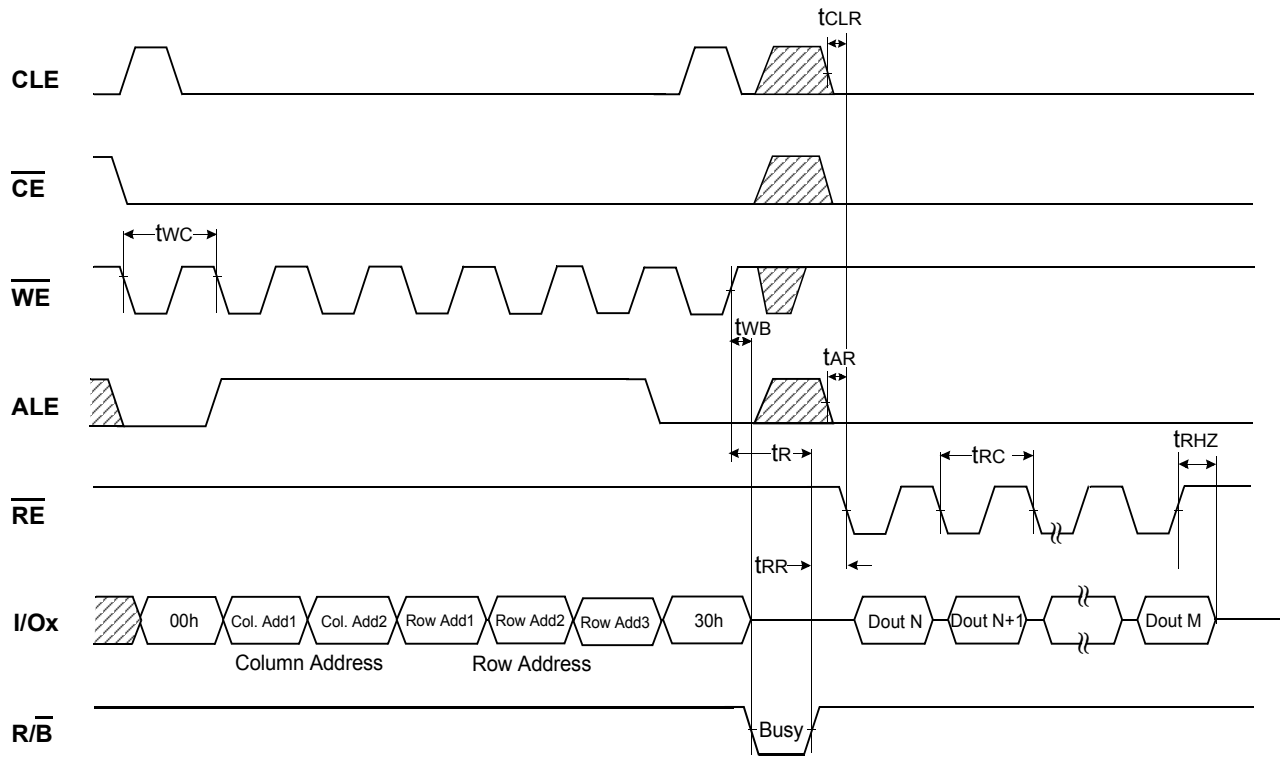 tCLR
CLE
CE
tWC
WE
tWB
tAR
ALE
tR
tRC
tRHZ
RE
tRR
I/Ox
00h
Col. Add1
Col. Add2
Row Add1
Row Add2
Row Add3
30h
Dout N
Dout N+1
Dout M
Column Address
Row Address
R/B
Busy